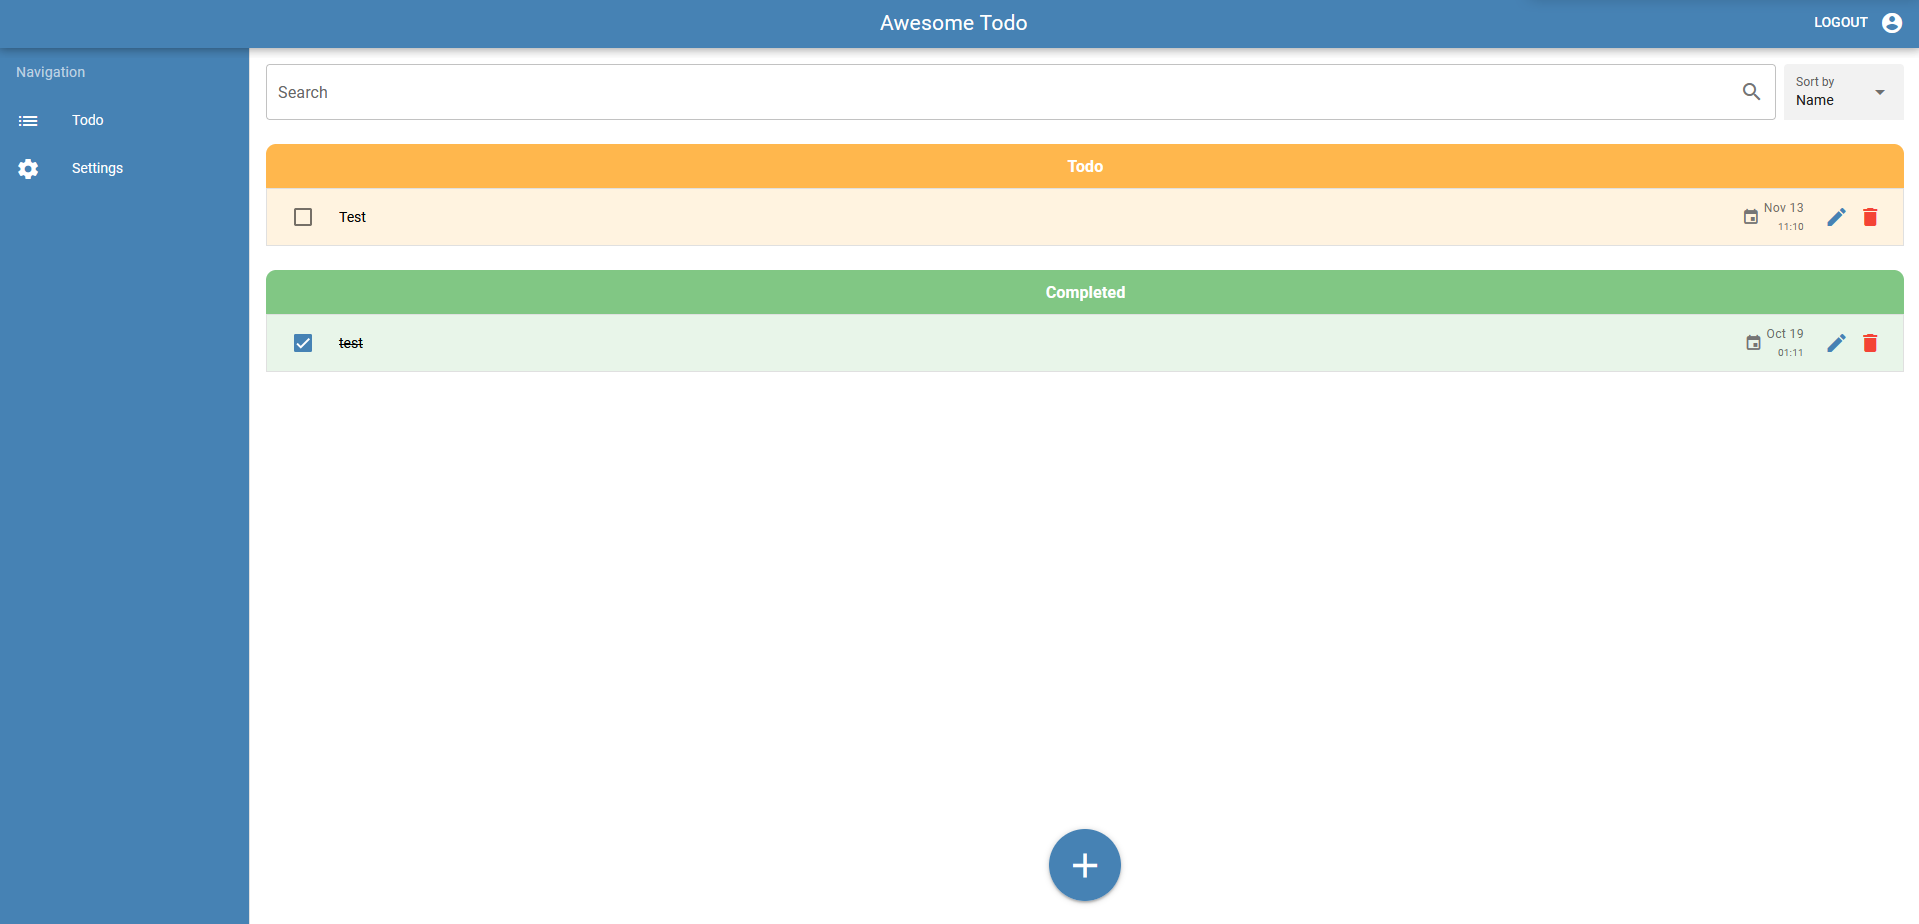 Awesome Todo
LOGOUT
Navigation
Todo
Settings
Search
Sort by
Name
Todo
Test
Nov 13
11:10
Completed
test
Oct 19
01:11